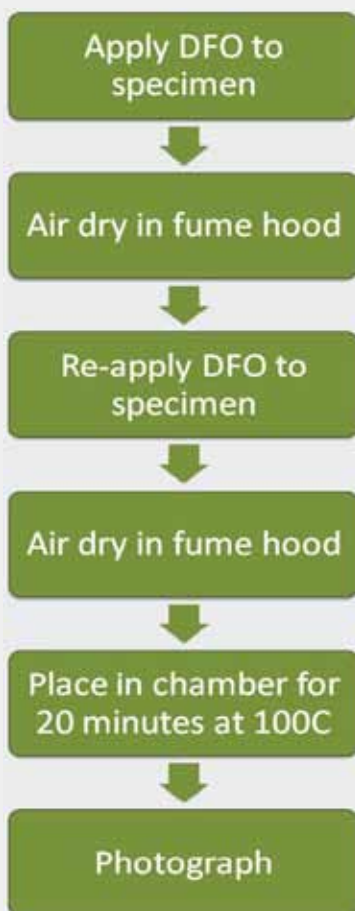 Apply DFO to
specimen
Air dry in fume hood
Re-apply DFO to
specimen
Air dry in fume hood
Place in chamber for
20 minutes at 100C
Photograph